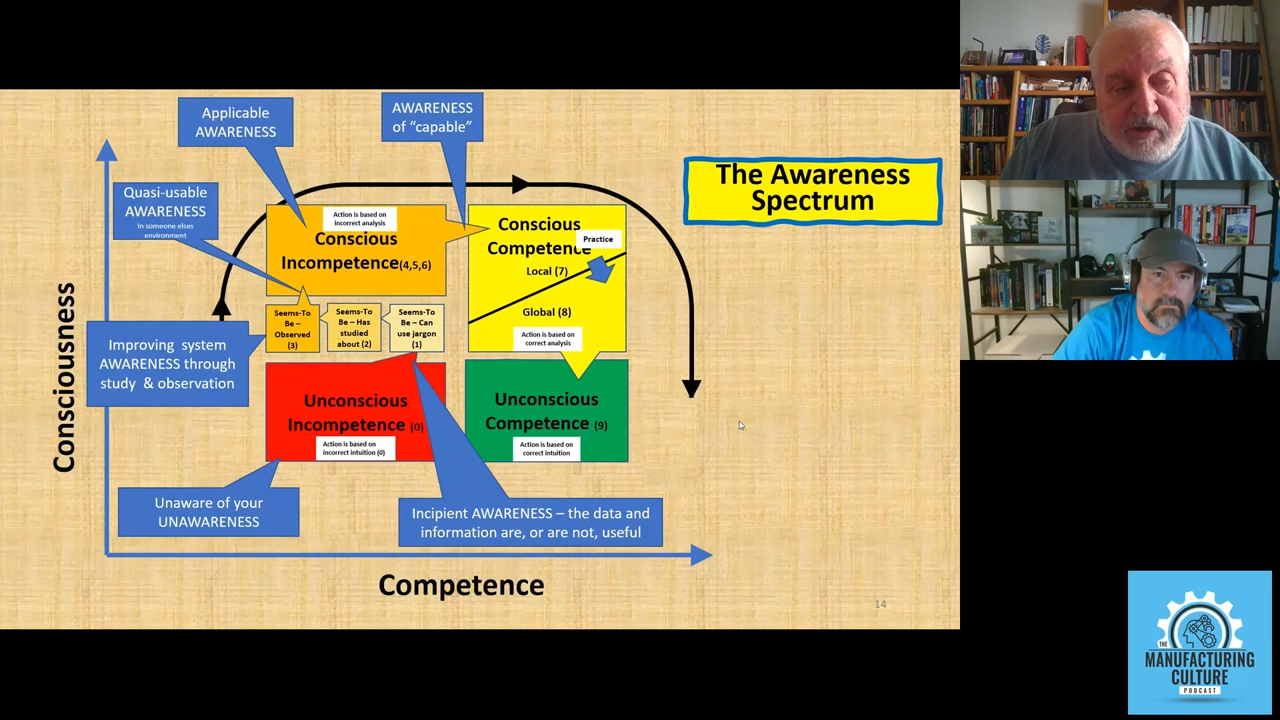 Applicable
AWARENESS
AWARENESS
of “capable”
The Awareness
Spectrum
Quasi-usable
AWARENESS
In someone elses
environment
Action is based on
incorrect analysis
Conscious
Incompetence(4,5,6)
Conscious
Competence
Practice
Local (7)
Global (8)
Action is based on
correct analysis
Seems-To
Be –
Observed
(3)
Seems-To
Be – Has
studied
about (2)
Seems-To
Be – Can
use jargon
(1)
Improving system
AWARENESS through
study & observation
Unconscious
Incompetence (0)
Action is based on
incorrect intuition (0)
Unconscious
Competence (9)
Action is based on
correct intuition
Unaware of your
UNAWARENESS
Incipient AWARENESS – the data and
information are, or are not, useful
Consciousness
Competence
14
THE
MANUFACTURING
CULTURE
PODCAST